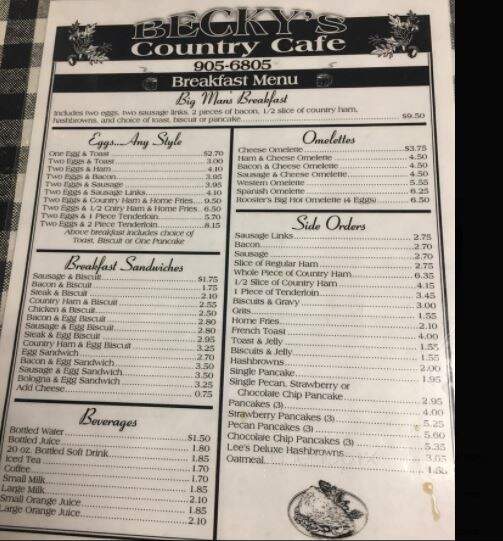 BECKY'S
Country Cafe
905-6805
Breakfast Menu
Big Man's Breakfast
Includes two eggs, two sausage links, 2 pieces of bacon, 1/2 slice of country ham,
hashbrowns, and choice of toast, biscuit or pancake $9.50
Eggs...Any Style
One Egg & Toast $2.70
Two Eggs & Toast 3.00
Two Eggs & Ham 4.10
Two Eggs & Bacon 3.95
Two Eggs & Sausage 3.95
Two Eggs & Sausage Links 4.10
Two Eggs & Country Ham & Home Fries 9.50
Two Eggs & 1/2 Cntry Ham & Home Fries 6.50
Two Eggs & 1 Piece Tenderloin 5.70
Two Eggs & 2 Piece Tenderloin 8.15
Above breakfast includes choice of
Toast, Biscuit or One Pancake
Breakfast Sandwiches
Sausage & Biscuit $1.75
Bacon & Biscuit 1.75
Steak & Biscuit 2.10
Country Ham & Biscuit 2.55
Chicken & Biscuit 2.50
Bacon & Egg Biscuit 2.80
Sausage & Egg Biscuit 2.80
Steak & Egg Biscuit 2.95
Country Ham & Egg Biscuit 3.25
Egg Sandwich 2.70
Bacon & Egg Sandwich 3.50
Sausage & Egg Sandwich 3.50
Bologna & Egg Sandwich 3.25
Add Cheese 0.75
Beverages
Bottled Water $1.50
Bottled Juice 1.80
20 oz. Bottled Soft Drink 1.85
Iced Tea 1.85
Coffee 1.70
Small Milk 1.70
Large Milk 1.85
Small Orange Juice 1.85
Large Orange Juice 2.10
Omelettes
Cheese Omelette $3.75
Ham & Cheese Omelette 4.50
Bacon & Cheese Omelette 4.50
Sausage & Cheese Omelette 4.50
Western Omelette 5.55
Spanish Omelette 6.25
Rooster's Big Hot Omelette (4 Eggs) 6.50
Side Orders
Sausage Links 2.75
Bacon 2.70
Sausage 2.70
Slice of Regular Ham 2.75
Whole Piece of Country Ham 6.35
1/2 Slice of Country Ham 4.15
1 Piece of Tenderloin 3.45
Biscuits & Gravy 3.00
Grits 1.55
Home Fries 2.10
French Toast 4.00
Toast & Jelly 1.55
Biscuits & Jelly 1.55
Hashbrowns 2.00
Single Pancake 1.95
Single Pecan, Strawberry or
Chocolate Chip Pancake 2.95
Pancakes (3) 4.00
Strawberry Pancakes (3) 5.25
Pecan Pancakes (3) 5.60
Chocolate Chip Pancakes (3) 5.35
Lee's Deluxe Hashbrowns
Oatmeal